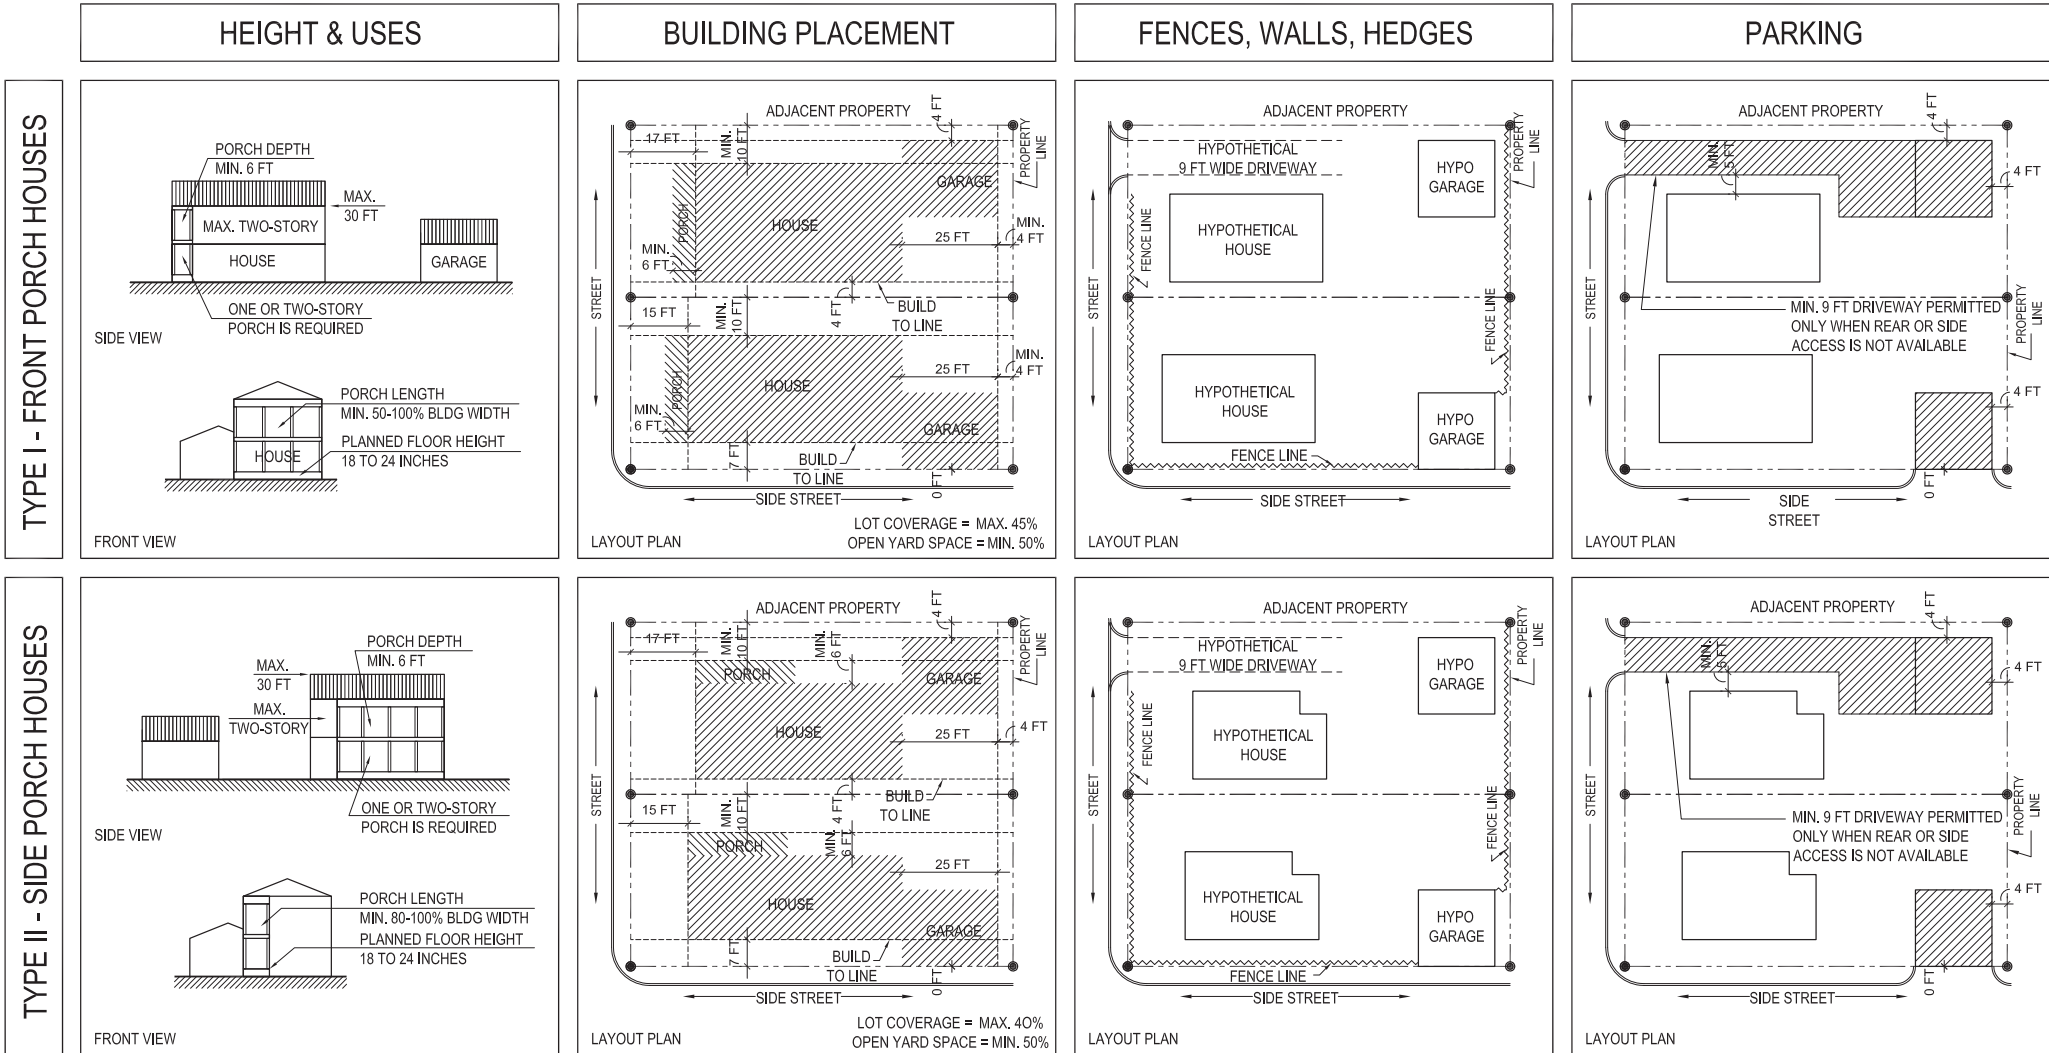 HEIGHT & USES
BUILDING PLACEMENT
FENCES, WALLS, HEDGES
PARKING
TYPE I - FRONT PORCH HOUSES
PORCH DEPTH
MIN. 6 FT
MAX.
30 FT
MAX. TWO-STORY
HOUSE
GARAGE
ONE OR TWO-STORY
PORCH IS REQUIRED
SIDE VIEW
PORCH LENGTH
MIN. 50-100% BLDG WIDTH
PLANNED FLOOR HEIGHT
18 TO 24 INCHES
HOUSE
FRONT VIEW
ADJACENT PROPERTY
4 FT
17 FT
MIN.
10 FT
PROPERTY
LINE
GARAGE
PORCH
HOUSE
STREET
MIN.
6 FT
25 FT
MIN.
4 FT
BUILD
TO LINE
15 FT
MIN.
10 FT
4 FT
MIN.
4 FT
25 FT
PORCH
HOUSE
MIN.
6 FT
GARAGE
7 FT
BUILD
TO LINE
0 FT
SIDE STREET
LOT COVERAGE = MAX. 45%
OPEN YARD SPACE = MIN. 50%
LAYOUT PLAN
ADJACENT PROPERTY
HYPOTHETICAL
9 FT WIDE DRIVEWAY
HYPO
GARAGE
PROPERTY
LINE
FENCE LINE
HYPOTHETICAL
HOUSE
STREET
FENCE LINE
HYPOTHETICAL
HOUSE
HYPO
GARAGE
FENCE LINE
SIDE STREET
LAYOUT PLAN
ADJACENT PROPERTY
4 FT
MIN.
5 FT
4 FT
STREET
MIN. 9 FT DRIVEWAY PERMITTED
ONLY WHEN REAR OR SIDE
ACCESS IS NOT AVAILABLE
PROPERTY
LINE
4 FT
0 FT
SIDE
STREET
LAYOUT PLAN
TYPE II - SIDE PORCH HOUSES
PORCH DEPTH
MIN. 6 FT
MAX.
30 FT
MAX.
TWO-STORY
ONE OR TWO-STORY
PORCH IS REQUIRED
SIDE VIEW
PORCH LENGTH
MIN. 80-100% BLDG WIDTH
PLANNED FLOOR HEIGHT
18 TO 24 INCHES
FRONT VIEW
ADJACENT PROPERTY
4 FT
17 FT
MIN.
10 FT
MIN.
6 FT
PROPERTY
LINE
PORCH
GARAGE
HOUSE
25 FT
4 FT
STREET
BUILD
TO LINE
15 FT
MIN.
10 FT
4 FT
MIN.
6 FT
PORCH
25 FT
HOUSE
GARAGE
7 FT
BUILD
TO LINE
0 FT
SIDE STREET
LOT COVERAGE = MAX. 40%
OPEN YARD SPACE = MIN. 50%
LAYOUT PLAN
ADJACENT PROPERTY
HYPOTHETICAL
9 FT WIDE DRIVEWAY
HYPO
GARAGE
PROPERTY
LINE
FENCE LINE
HYPOTHETICAL
HOUSE
STREET
FENCE LINE
HYPOTHETICAL
HOUSE
HYPO
GARAGE
FENCE LINE
SIDE STREET
LAYOUT PLAN
ADJACENT PROPERTY
4 FT
MIN.
5 FT
4 FT
STREET
MIN. 9 FT DRIVEWAY PERMITTED
ONLY WHEN REAR OR SIDE
ACCESS IS NOT AVAILABLE
PROPERTY
LINE
4 FT
0 FT
SIDE STREET
LAYOUT PLAN